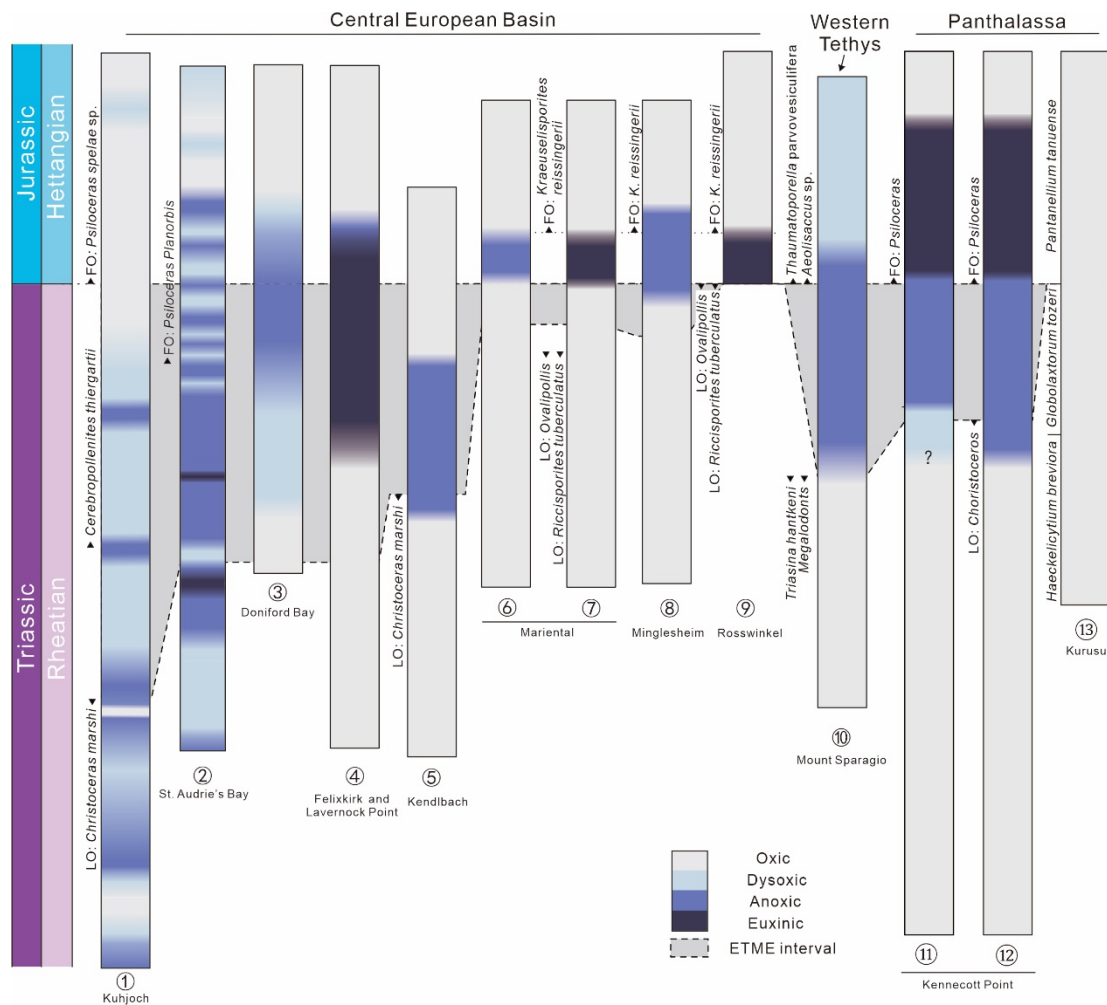 Central European Basin
Western
Tethys
Panthalassa
Jurassic
Hettangian
Triassic
Rheatian
FO: Psiloceras spelae sp.
Cerebropollenites thiergartii
LO: Christoceras marshi
FO: Psiloceras Planorbis
LO: Christoceras marshi
FO: Kraeuselisporites
reissingerii
LO: Ovalipollis
LO: Riccisporites tuberculatus
FO: K. reissingerii
FO: K. reissingerii
LO: Ovalipollis
LO: Riccisporites tuberculatus
Thaumatoporella parvovesiculifera
Aeolisaccus sp.
Triasina hantkeni
Megalodonts
FO: Psiloceras
FO: Psiloceras
LO: Choristoceros
Pantanellium tanuense
Globolaxtorum tozeri
Haeckelicytium breviora
?
①
Kuhjoch
②
St. Audrie's Bay
③
Doniford Bay
④
Felixkirk and
Lavernock Point
⑤
Kendlbach
⑥
⑦
Mariental
⑧
Minglesheim
⑨
Rosswinkel
⑩
Mount Sparagio
⑪
⑫
Kennecott Point
⑬
Kurusu
Oxic
Dysoxic
Anoxic
Euxinic
ETME interval